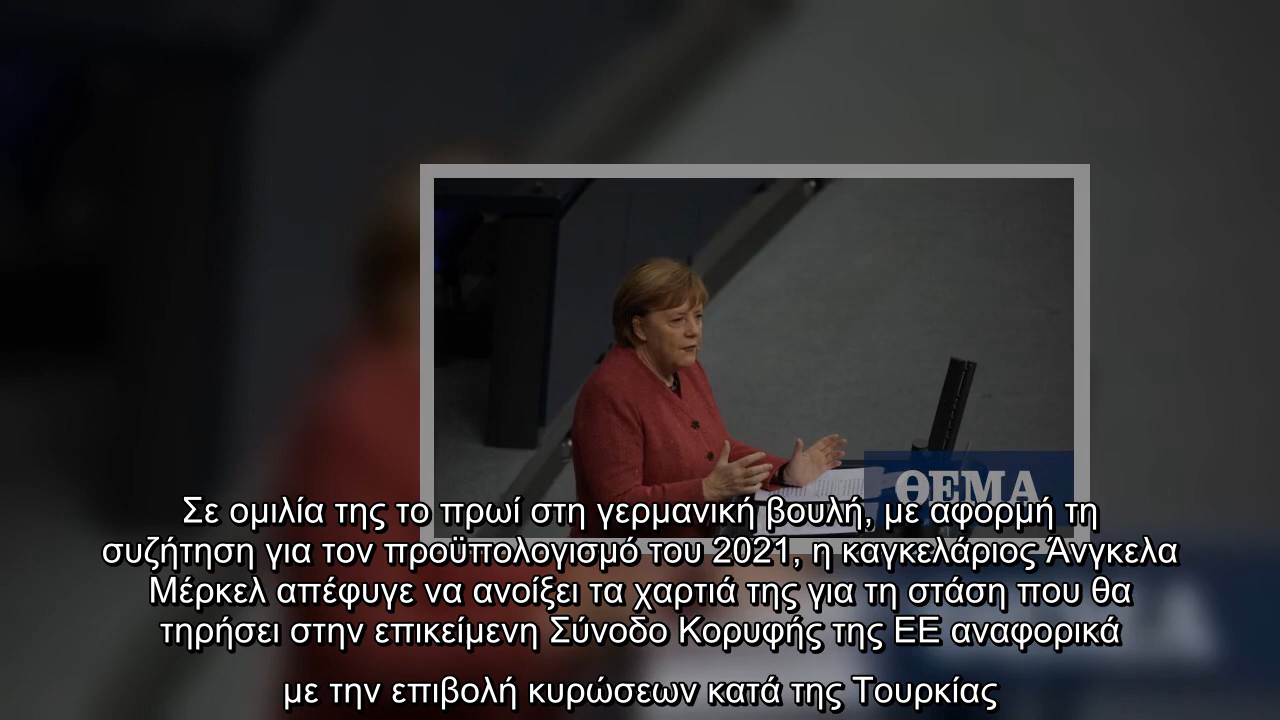 ΘΕΜΑ
Σε ομιλία της το πρωί στη γερμανική βουλή, με αφορμή τη
συζήτηση για τον προϋπολογισμό του 2021, η καγκελάριος Άνγκελα
Μέρκελ απέφυγε να ανοίξει τα χαρτιά της για τη στάση που θα
τηρήσει στην επικείμενη Σύνοδο Κορυφής της ΕΕ αναφορικά
με την επιβολή κυρώσεων κατά της Τουρκίας